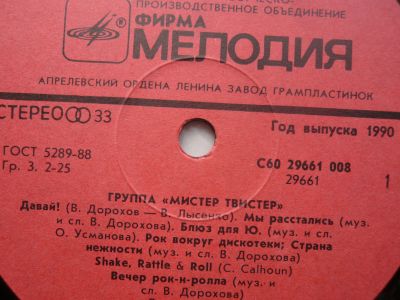 ПРОИЗВОДСТВЕННОЕ ОБЪЕДИНЕНИЕ
ФИРМА
МЕЛОДИЯ
АПРЕЛЕВСКИЙ ОРДЕНА ЛЕНИНА ЗАВОД ГРАМПЛАСТИНОК
СТЕРЕО 33
Год выпуска 1990
ГОСТ 5289-88
Гр. 3. 2-25
С60 29661 008
29661
1
ГРУППА «МИСТЕР ТВИСТЕР»
Давай! (В. Дорохов — В. Лысенко). Мы расстались (муз.
и сл. В. Дорохова). Блюз для Ю. (муз. и сл.
О. Усманова). Рок вокруг дискотеки; Страна
нежности (муз. и сл. В. Дорохова)
Shake, Rattle & Roll (C. Calhoun)
Вечер рок-н-ролла (муз.
и сл. В. Дорохова)